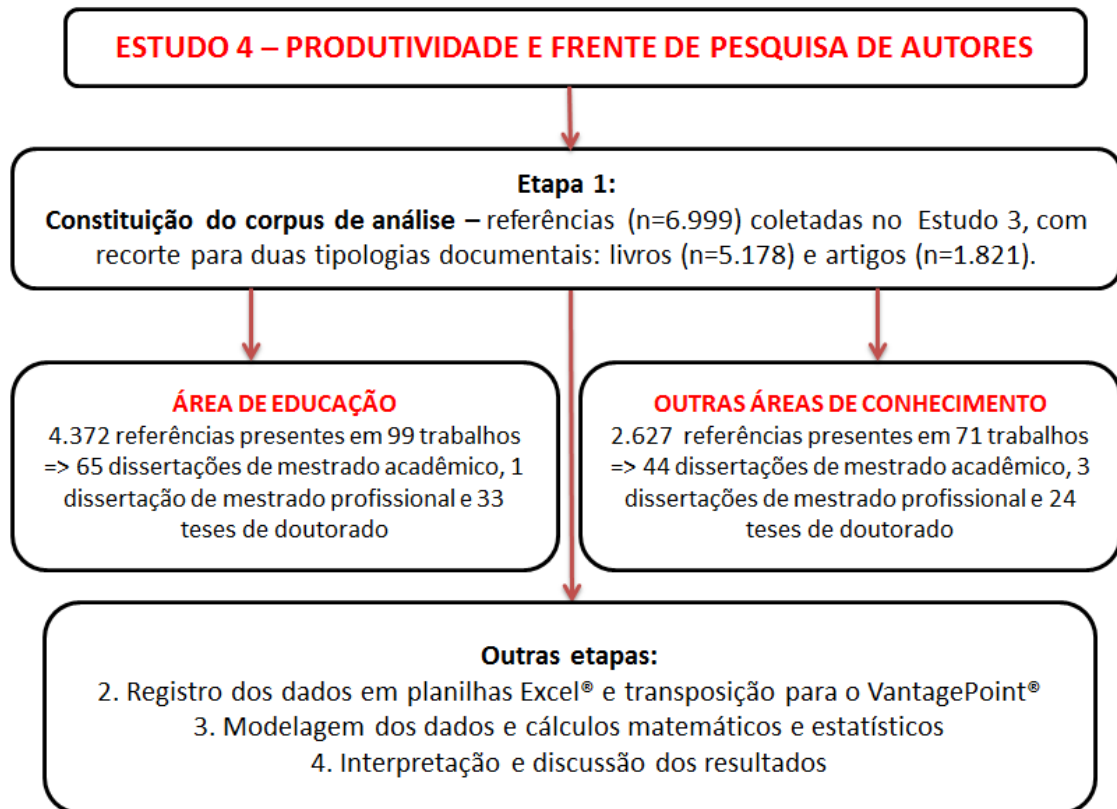 ESTUDO 4 – PRODUTIVIDADE E FRENTE DE PESQUISA DE AUTORES
Etapa 1:
Constituição do corpus de análise – referências (n=6.999) coletadas no Estudo 3, com
recorte para duas tipologias documentais: livros (n=5.178) e artigos (n=1.821).
ÁREA DE EDUCAÇÃO
4.372 referências presentes em 99 trabalhos
=> 65 dissertações de mestrado acadêmico, 1
dissertação de mestrado profissional e 33
teses de doutorado
OUTRAS ÁREAS DE CONHECIMENTO
2.627 referências presentes em 71 trabalhos
=> 44 dissertações de mestrado acadêmico, 3
dissertações de mestrado profissional e 24
teses de doutorado
Outras etapas:
2. Registro dos dados em planilhas Excel® e transposição para o VantagePoint®
3. Modelagem dos dados e cálculos matemáticos e estatísticos
4. Interpretação e discussão dos resultados